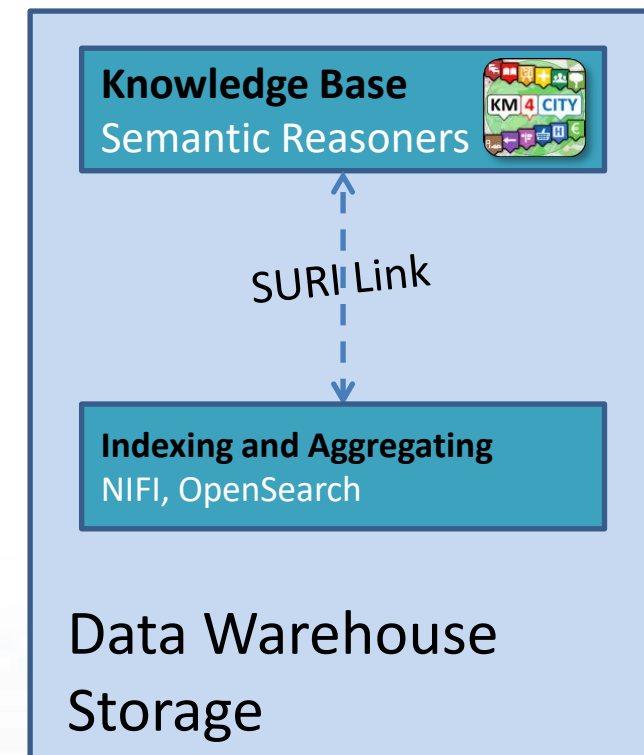 Knowledge Base
Semantic Reasoners
KM 4 CITY
SURI Link
Indexing and Aggregating
NIFI, OpenSearch
Data Warehouse
Storage